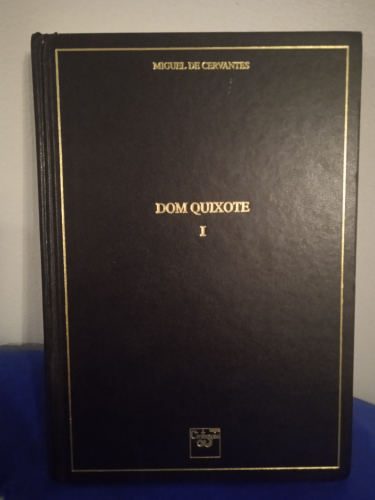 MIGUEL DE CERVANTES
DOM QUIXOTE
I